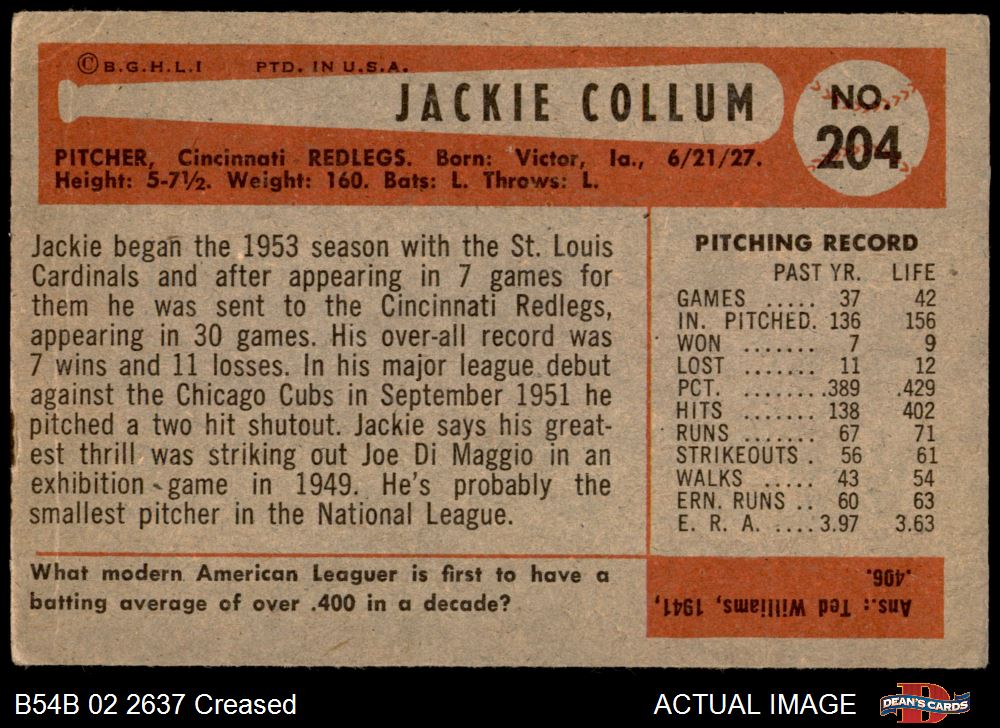 ©B.G.H.L.I PTD. IN U.S.A.
JACKIE COLLUM
NO.
204
PITCHER, Cincinnati REDLEGS. Born: Victor, Ia., 6/21/27.
Height: 5-7½. Weight: 160. Bats: L. Throws: L.
Jackie began the 1953 season with the St. Louis
Cardinals and after appearing in 7 games for
them he was sent to the Cincinnati Redlegs,
appearing in 30 games. His over-all record was
7 wins and 11 losses. In his major league debut
against the Chicago Cubs in September 1951 he
pitched a two hit shutout. Jackie says his great-
est thrill was striking out Joe Di Maggio in an
exhibition game in 1949. He's probably the
smallest pitcher in the National League.
PITCHING RECORD
PAST YR. LIFE
GAMES ..... 37 42
IN. PITCHED. 136 156
WON ....... 7 9
LOST ....... 11 12
PCT. ........389 .429
HITS ....... 138 402
RUNS ....... 67 71
STRIKEOUTS . 56 61
WALKS ..... 43 54
ERN. RUNS .. 60 63
E. R. A. ....3.97 3.63
What modern American Leaguer is first to have a
batting average of over .400 in a decade?
Ans.: Ted Williams, 1941,
.406.
B54B 02 2637 Creased
ACTUAL IMAGE
D
DEAN'S CARDS